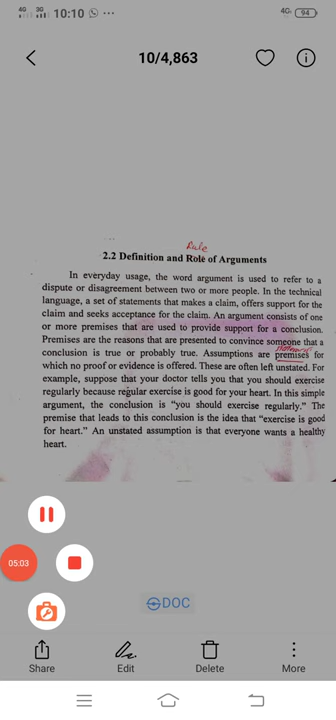 4G 3G 10:10 ... 4G 94
10/4,863
Rule
2.2 Definition and Role of Arguments
In everyday usage, the word argument is used to refer to a
dispute or disagreement between two or more people. In the technical
language, a set of statements that makes a claim, offers support for the
claim and seeks acceptance for the claim. An argument consists of one
or more premises that are used to provide support for a conclusion.
Premises are the reasons that are presented to convince someone that a
statement
conclusion is true or probably true. Assumptions are premises for
which no proof or evidence is offered. These are often left unstated. For
example, suppose that your doctor tells you that you should exercise
regularly because regular exercise is good for your heart. In this simple
argument, the conclusion is "you should exercise regularly." The
premise that leads to this conclusion is the idea that "exercise is good
for heart." An unstated assumption is that everyone wants a healthy
heart.
05:03
DOC
Share Edit Delete More